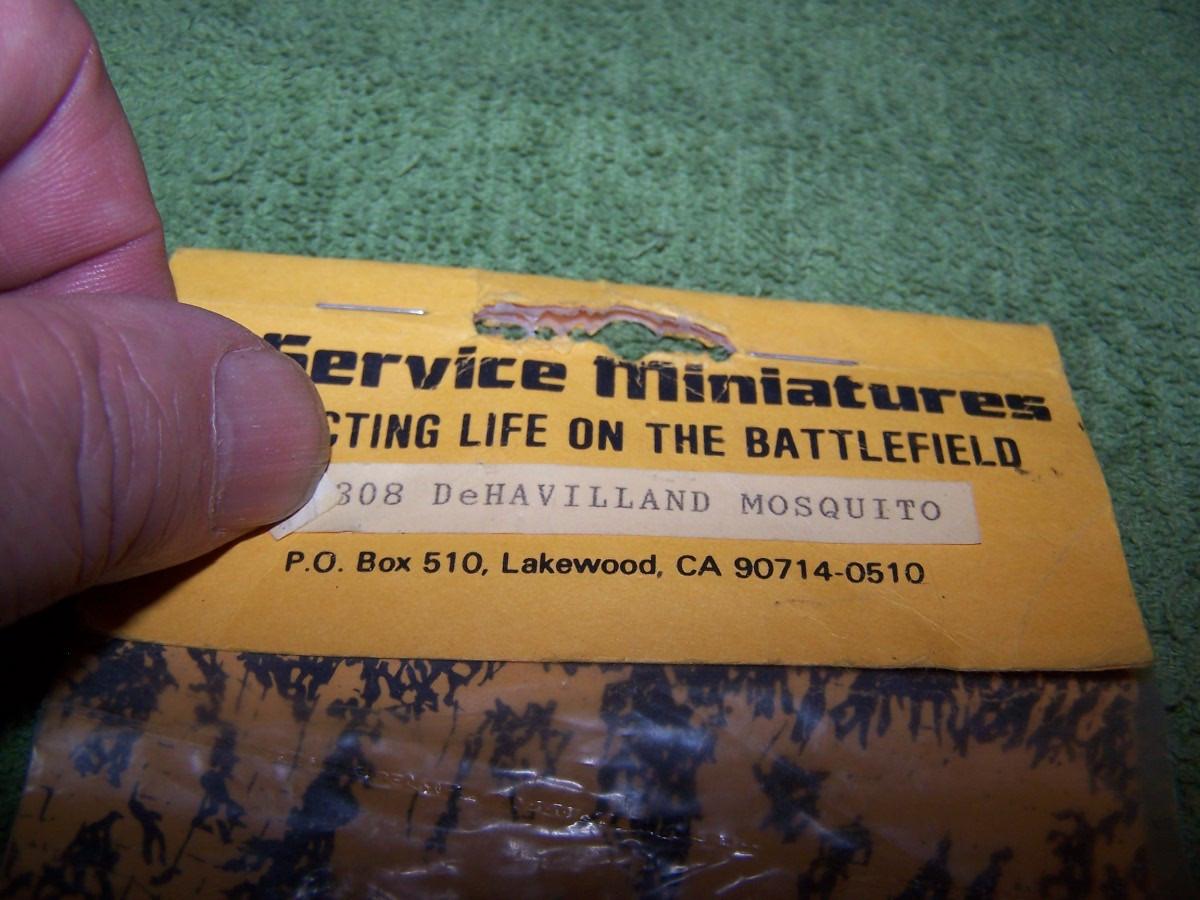 Service Miniatures
CTING LIFE ON THE BATTLEFIELD
308 DeHAVILLAND MOSQUITO
P.O. Box 510, Lakewood, CA 90714-0510